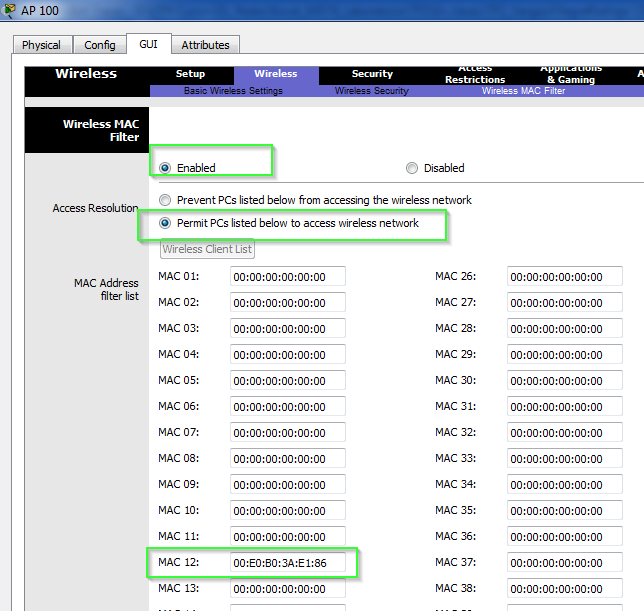 AP 100
Physical Config GUI Attributes
Wireless Setup Wireless Security Access Restrictions Applications & Gaming A
Basic Wireless Settings Wireless Security Wireless MAC Filter
Wireless MAC
Filter
Enabled Disabled
Access Resolution
Prevent PCs listed below from accessing the wireless network
Permit PCs listed below to access wireless network
Wireless Client List
MAC Address
filter list
MAC 01: 00:00:00:00:00:00 MAC 26: 00:00:00:00:00:00
MAC 02: 00:00:00:00:00:00 MAC 27: 00:00:00:00:00:00
MAC 03: 00:00:00:00:00:00 MAC 28: 00:00:00:00:00:00
MAC 04: 00:00:00:00:00:00 MAC 29: 00:00:00:00:00:00
MAC 05: 00:00:00:00:00:00 MAC 30: 00:00:00:00:00:00
MAC 06: 00:00:00:00:00:00 MAC 31: 00:00:00:00:00:00
MAC 07: 00:00:00:00:00:00 MAC 32: 00:00:00:00:00:00
MAC 08: 00:00:00:00:00:00 MAC 33: 00:00:00:00:00:00
MAC 09: 00:00:00:00:00:00 MAC 34: 00:00:00:00:00:00
MAC 10: 00:00:00:00:00:00 MAC 35: 00:00:00:00:00:00
MAC 11: 00:00:00:00:00:00 MAC 36: 00:00:00:00:00:00
MAC 12: 00:E0:B0:3A:E1:86 MAC 37: 00:00:00:00:00:00
MAC 13: 00:00:00:00:00:00 MAC 38: 00:00:00:00:00:00